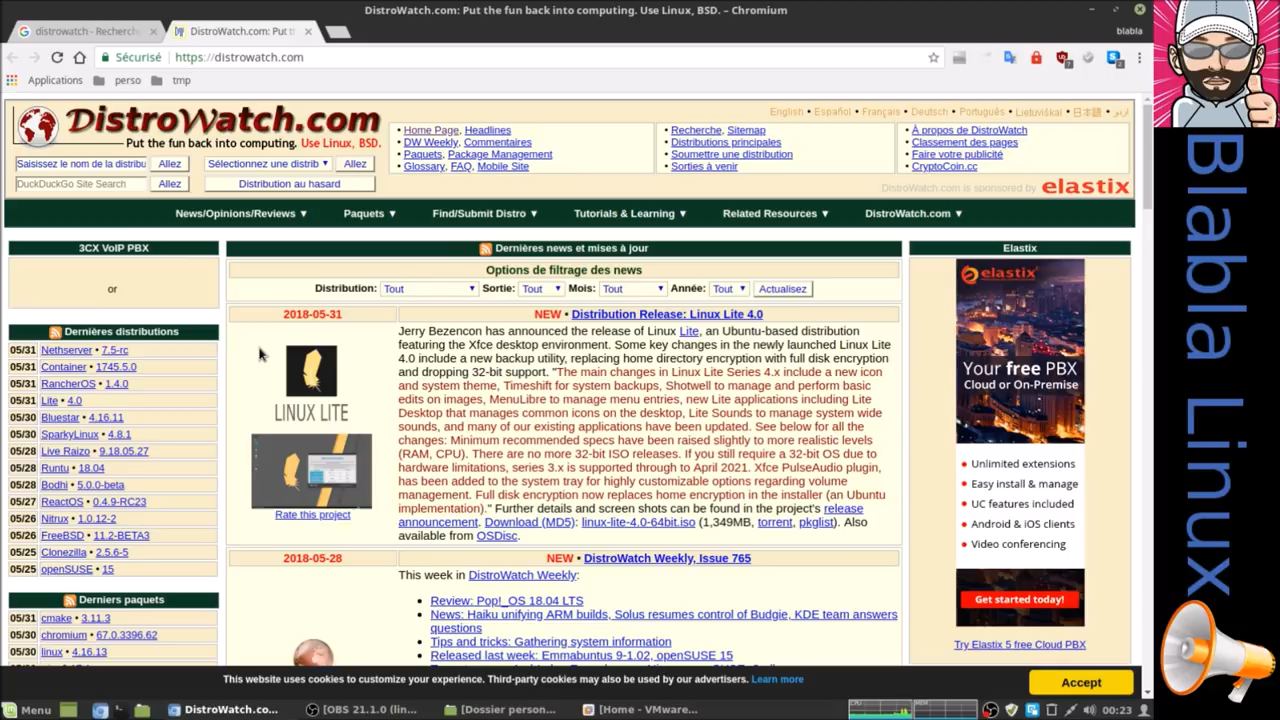 DistroWatch.com: Put the fun back into computing. Use Linux, BSD. – Chromium
distrowatch - Recherch
DistroWatch.com: Put t
blabla
Sécurisé
https://distrowatch.com
Applications
perso
tmp
DistroWatch.com
Put the fun back into computing. Use Linux, BSD.
English • Español • Français • Deutsch • Português • Lietuviškai • 日本語 • اردو
• Home Page, Headlines
• DW Weekly, Commentaires
• Paquets, Package Management
• Glossary, FAQ, Mobile Site
• Recherche, Sitemap
• Distributions principales
• Soumettre une distribution
• Sorties à venir
• À propos de DistroWatch
• Classement des pages
• Faire votre publicité
• CryptoCoin.cc
Saisissez le nom de la distribu
Allez
Sélectionnez une distrib
Allez
DuckDuckGo Site Search
Allez
Distribution au hasard
DistroWatch.com is sponsored by elastix
News/Opinions/Reviews ▼
Paquets ▼
Find/Submit Distro ▼
Tutorials & Learning ▼
Related Resources ▼
DistroWatch.com ▼
3CX VoIP PBX
or
Dernières distributions
05/31 Nethserver • 7.5-rc
05/31 Container • 1745.5.0
05/31 RancherOS • 1.4.0
05/31 Lite • 4.0
05/30 Bluestar • 4.16.11
05/30 SparkyLinux • 4.8.1
05/28 Live Raizo • 9.18.05.27
05/28 Runtu • 18.04
05/28 Bodhi • 5.0.0-beta
05/27 ReactOS • 0.4.9-RC23
05/26 Nitrux • 1.0.12-2
05/26 FreeBSD • 11.2-BETA3
05/25 Clonezilla • 2.5.6-5
05/25 openSUSE • 15
Derniers paquets
05/31 cmake • 3.11.3
05/30 chromium • 67.0.3396.62
05/30 linux • 4.16.13
Dernières news et mises à jour
Options de filtrage des news
Distribution: Tout Sortie: Tout Mois: Tout Année: Tout Actualisez
2018-05-31
NEW • Distribution Release: Linux Lite 4.0
LINUX LITE
Rate this project
Jerry Bezencon has announced the release of Linux Lite, an Ubuntu-based distribution
featuring the Xfce desktop environment. Some key changes in the newly launched Linux Lite
4.0 include a new backup utility, replacing home directory encryption with full disk encryption
and dropping 32-bit support. "The main changes in Linux Lite Series 4.x include a new icon
and system theme, Timeshift for system backups, Shotwell to manage and perform basic
edits on images, MenuLibre to manage menu entries, new Lite applications including Lite
Desktop that manages common icons on the desktop, Lite Sounds to manage system wide
sounds, and many of our existing applications have been updated. See below for all the
changes: Minimum recommended specs have been raised slightly to more realistic levels
(RAM, CPU). There are no more 32-bit ISO releases. If you still require a 32-bit OS due to
hardware limitations, series 3.x is supported through to April 2021. Xfce PulseAudio plugin,
has been added to the system tray for highly customizable options regarding volume
management. Full disk encryption now replaces home encryption in the installer (an Ubuntu
implementation)." Further details and screen shots can be found in the project's release
announcement. Download (MD5): linux-lite-4.0-64bit.iso (1,349MB, torrent, pkglist). Also
available from OSDisc.
2018-05-28
NEW • DistroWatch Weekly, Issue 765
This week in DistroWatch Weekly:
• Review: Pop!_OS 18.04 LTS
• News: Haiku unifying ARM builds, Solus resumes control of Budgie, KDE team answers
questions
• Tips and tricks: Gathering system information
• Released last week: Emmabuntus 9-1.02, openSUSE 15
Elastix
elastix
Your free PBX
Cloud or On-Premise
• Unlimited extensions
• Easy install & manage
• UC features included
• Android & iOS clients
• Video conferencing
Get started today!
Try Elastix 5 free Cloud PBX
This website uses cookies to customize your experience. Third-party cookies may also be used by our advertisers. Learn more
Accept
Blabla Linux
Menu
DistroWatch.co...
[OBS 21.1.0 (lin...
[Dossier person...
[Home - VMware...
00:23